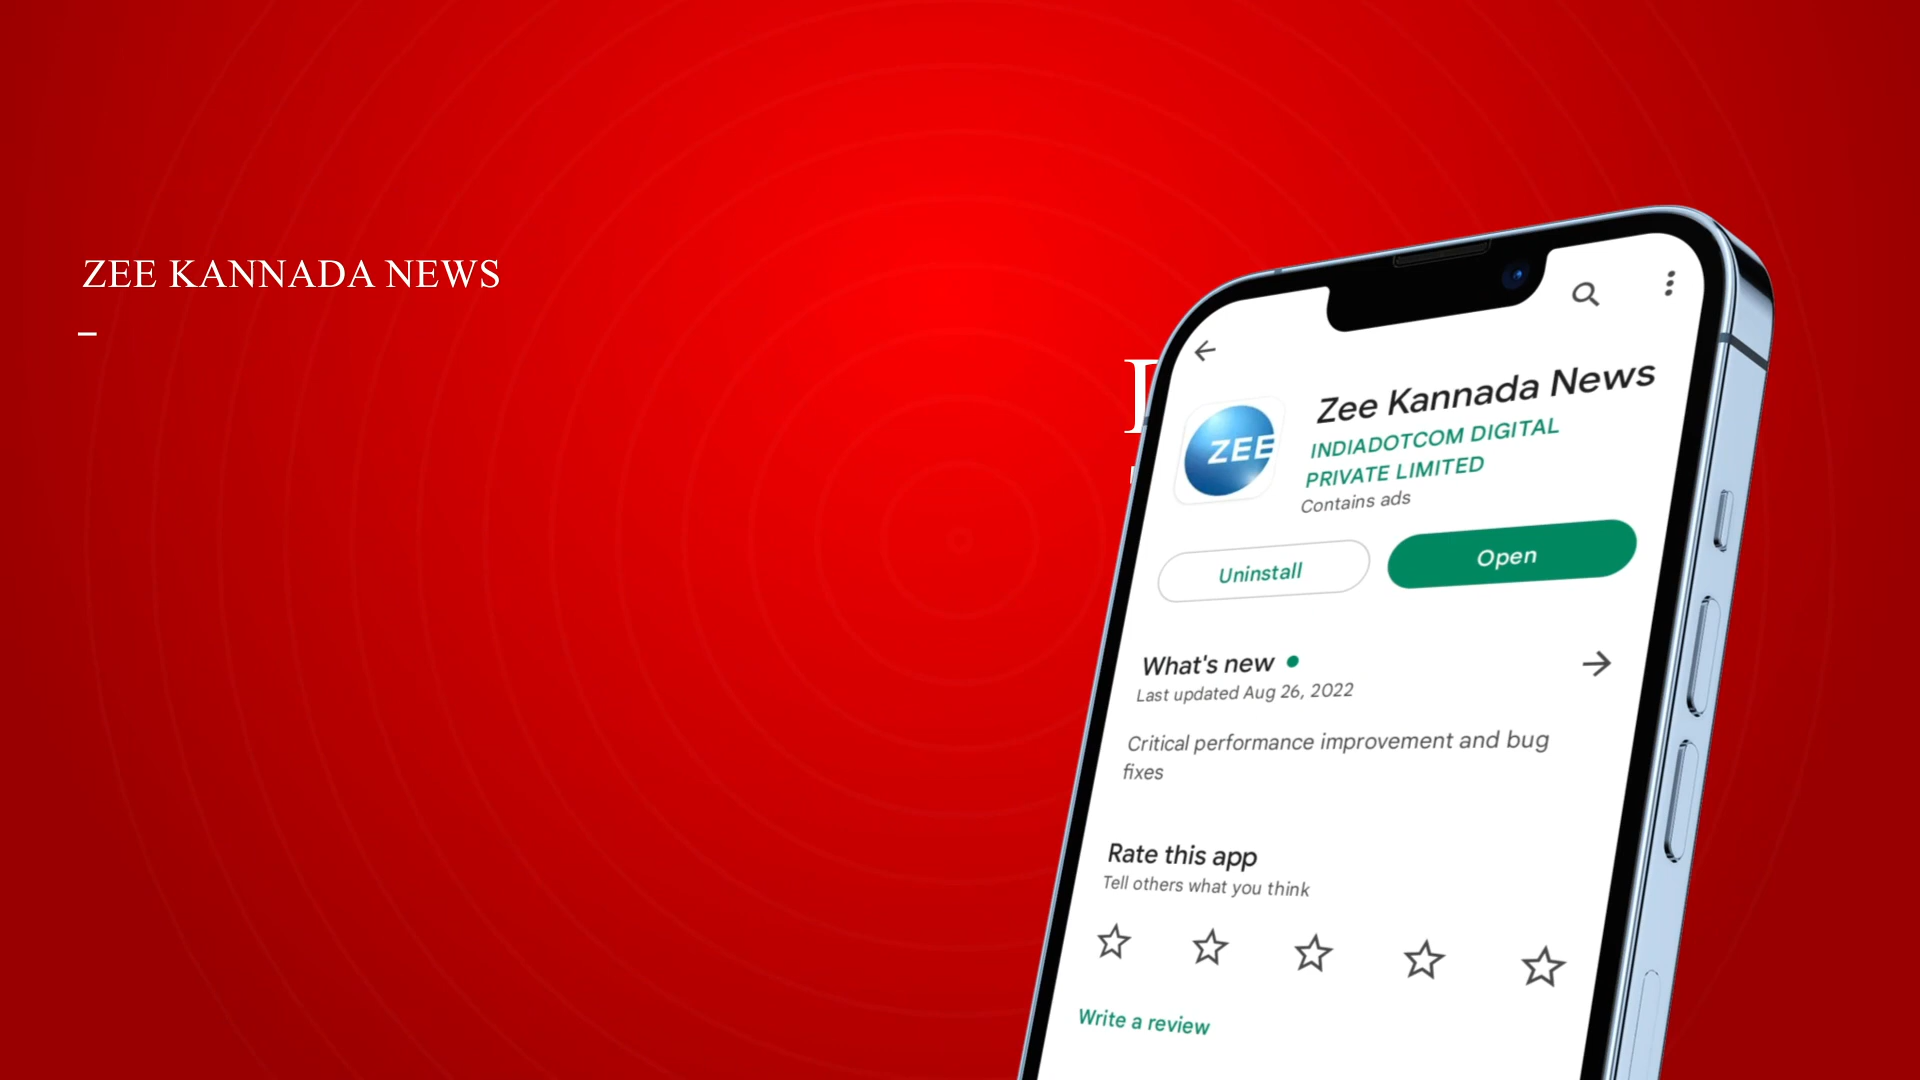 ZEE KANNADA NEWS
–
Zee Kannada News
ZEE
INDIADOTCOM DIGITAL
PRIVATE LIMITED
Contains ads
Uninstall
Open
What's new
Last updated Aug 26, 2022
Critical performance improvement and bug
fixes
Rate this app
Tell others what you think
Write a review